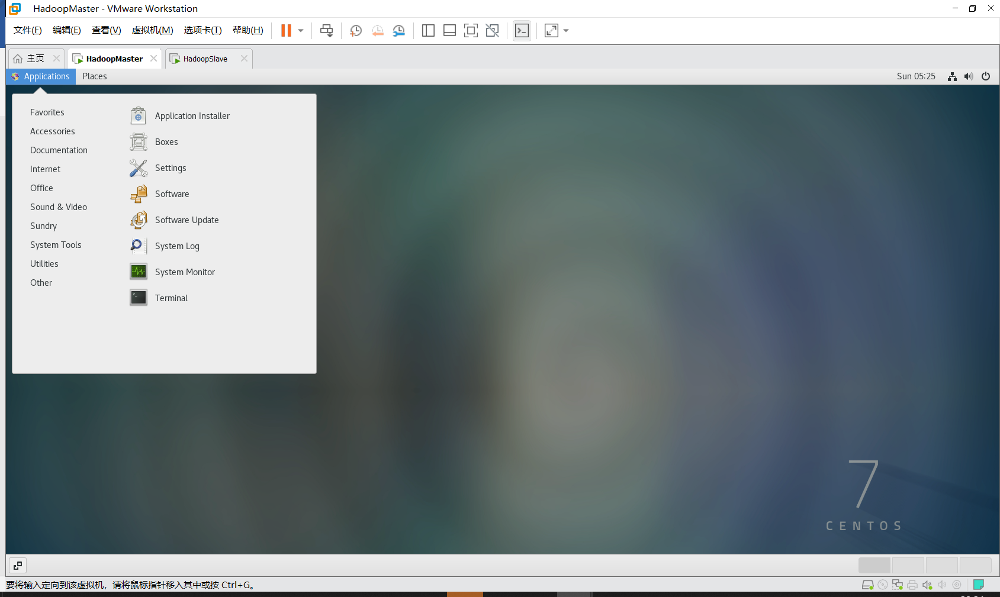 HadoopMaster - VMware Workstation
文件(F) 编辑(E) 查看(V) 虚拟机(M) 选项卡(T) 帮助(H)
主页 HadoopMaster HadoopSlave
Applications Places Sun 05:25
Favorites
Accessories
Documentation
Internet
Office
Sound & Video
Sundry
System Tools
Utilities
Other
Application Installer
Boxes
Settings
Software
Software Update
System Log
System Monitor
Terminal
7
CENTOS
要将输入定向到该虚拟机，请将鼠标指针移入其中或按 Ctrl+G。